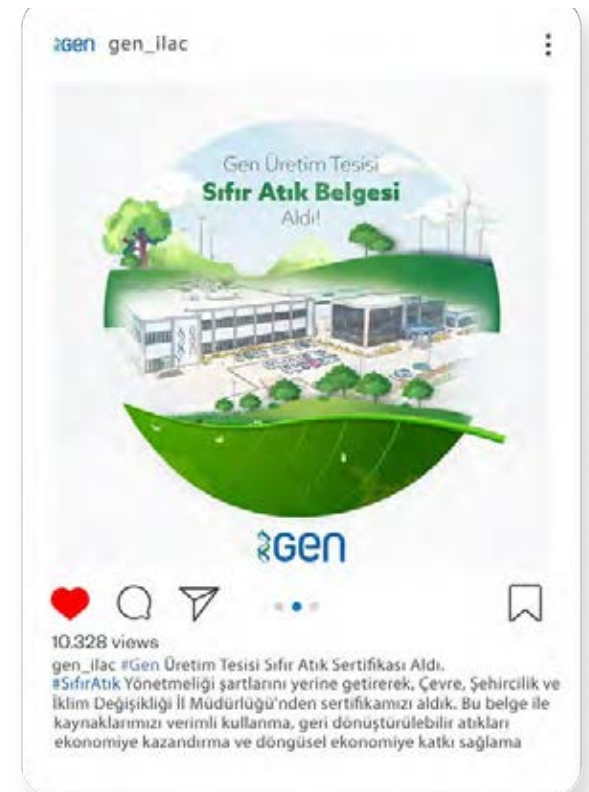 GEN gen_ilac
Gen Üretim Tesisi
Sıfır Atık Belgesi
Aldı!
GEN
10.328 views
gen_ilac #Gen Üretim Tesisi Sıfır Atık Sertifikası Aldı.
#SıfırAtık Yönetmeliği şartlarını yerine getirerek, Çevre, Şehircilik ve
İklim Değişikliği İl Müdürlüğü'nden sertifikamızı aldık. Bu belge ile
kaynaklarımızı verimli kullanma, geri dönüştürülebilir atıkları
ekonomiye kazandırma ve döngüsel ekonomiye katkı sağlama